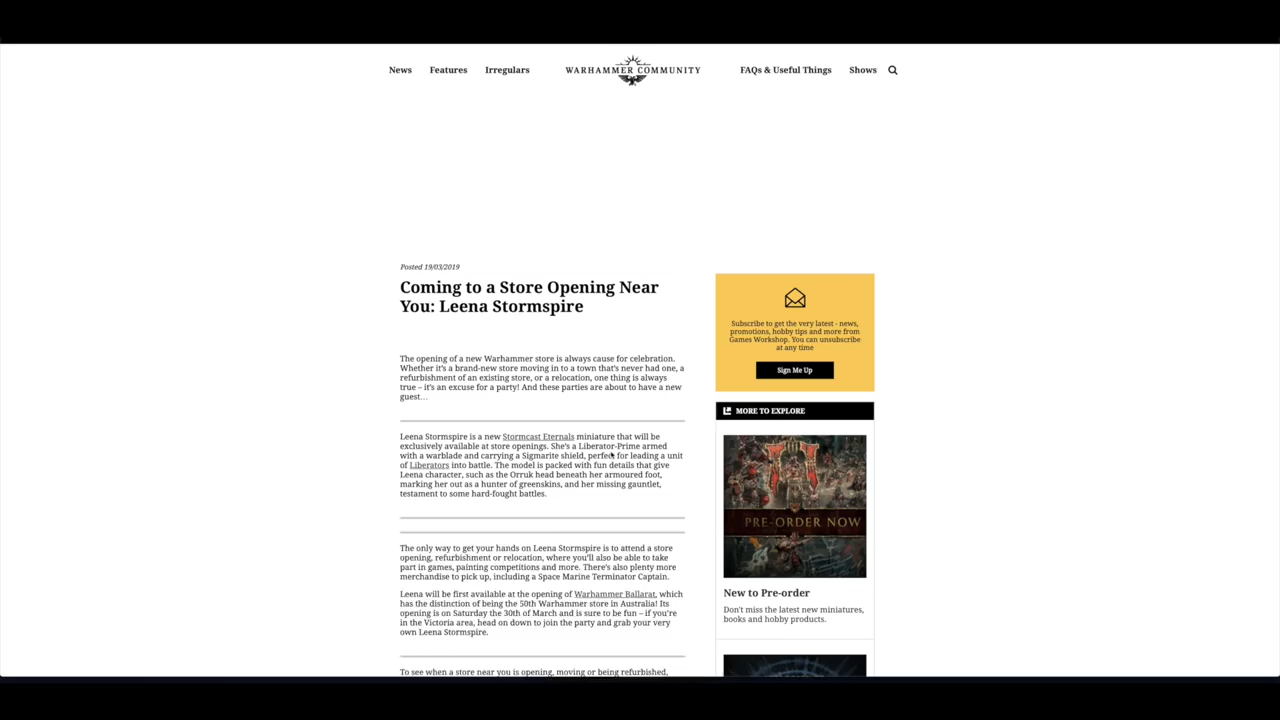 News Features Irregulars WARHAMMER COMMUNITY FAQs & Useful Things Shows
Posted 19/03/2019
Coming to a Store Opening Near
You: Leena Stormspire
The opening of a new Warhammer store is always cause for celebration.
Whether it's a brand-new store moving in to a town that's never had one, a
refurbishment of an existing store, or a relocation, one thing is always
true – it's an excuse for a party! And these parties are about to have a new
guest…
Leena Stormspire is a new Stormcast Eternals miniature that will be
exclusively available at store openings. She's a Liberator-Prime armed
with a warblade and carrying a Sigmarite shield, perfect for leading a unit
of Liberators into battle. The model is packed with fun details that give
Leena character, such as the Orruk head beneath her armoured foot,
marking her out as a hunter of greenskins, and her missing gauntlet,
testament to some hard-fought battles.
The only way to get your hands on Leena Stormspire is to attend a store
opening, refurbishment or relocation, where you'll also be able to take
part in games, painting competitions and more. There's also plenty more
merchandise to pick up, including a Space Marine Terminator Captain.
Leena will be first available at the opening of Warhammer Ballarat, which
has the distinction of being the 50th Warhammer store in Australia! Its
opening is on Saturday the 30th of March and is sure to be fun – if you're
in the Victoria area, head on down to join the party and grab your very
own Leena Stormspire.
To see when a store near you is opening, moving or being refurbished,
Subscribe to get the very latest - news,
promotions, hobby tips and more from
Games Workshop. You can unsubscribe
at any time
Sign Me Up
MORE TO EXPLORE
PRE-ORDER NOW
New to Pre-order
Don't miss the latest new miniatures,
books and hobby products.